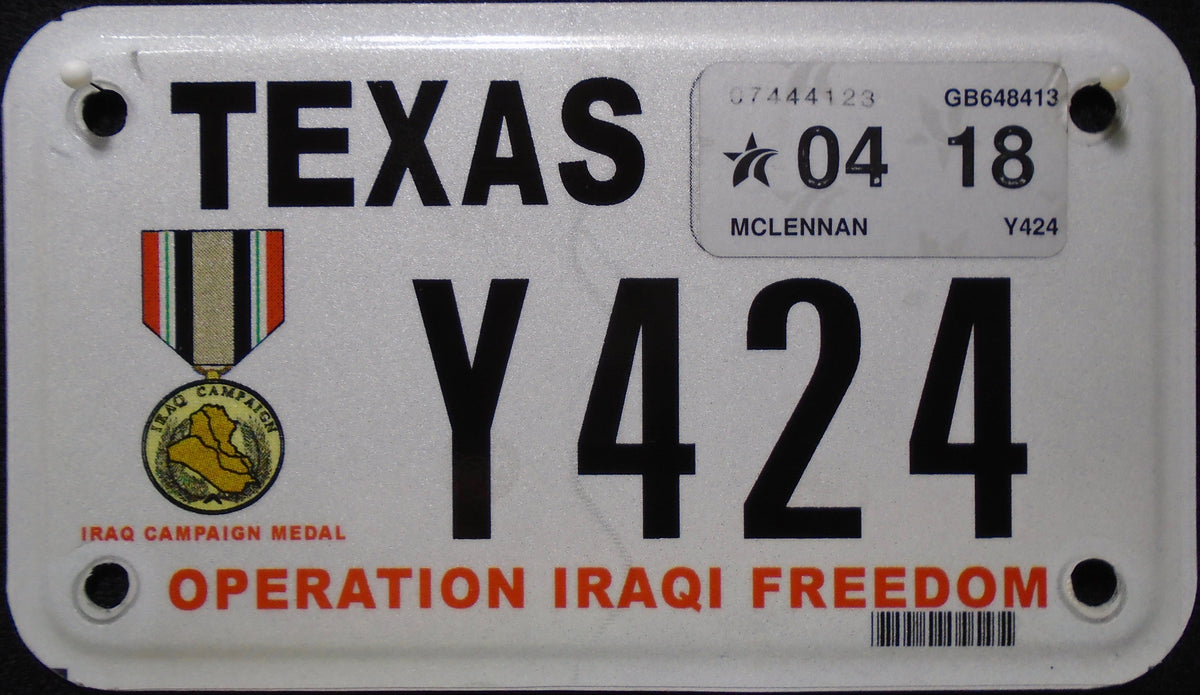 TEXAS
07444123 GB648413
04 18
MCLENNAN Y424
Y424
IRAQ CAMPAIGN
IRAQ CAMPAIGN MEDAL
OPERATION IRAQI FREEDOM